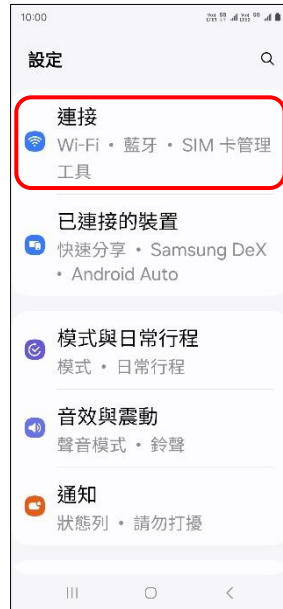 10:00
設定
連接
Wi-Fi • 藍牙 • SIM 卡管理
工具
已連接的裝置
快速分享 • Samsung DeX
• Android Auto
模式與日常行程
模式 • 日常行程
音效與震動
聲音模式 • 鈴聲
通知
狀態列 • 請勿打擾